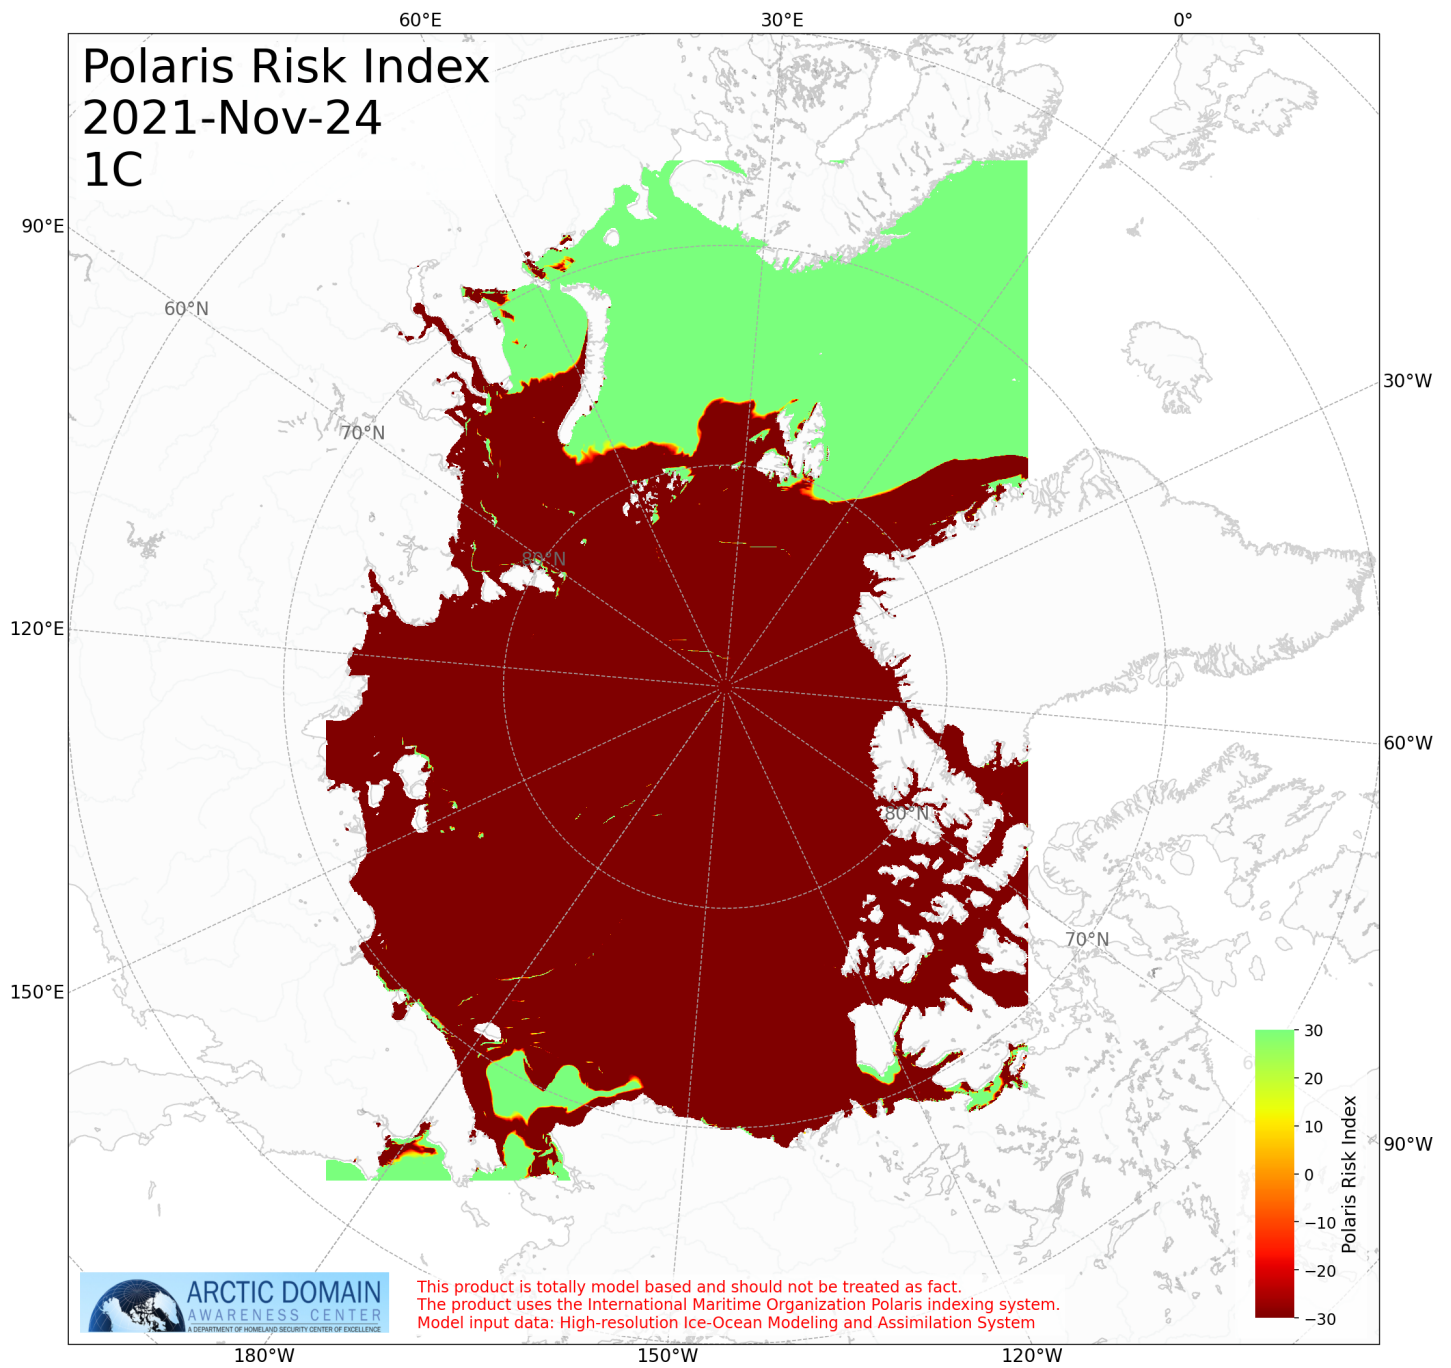 60°E 30°E 0°
Polaris Risk Index
2021-Nov-24
1C
90°E
60°N
30°W
70°N
80°N
120°E
60°W
80°N
70°N
150°E
30
20
10
0
−10
−20
−30
Polaris Risk Index
90°W
ARCTIC DOMAIN
AWARENESS CENTER
A DEPARTMENT OF HOMELAND SECURITY CENTER OF EXCELLENCE
This product is totally model based and should not be treated as fact.
The product uses the International Maritime Organization Polaris indexing system.
Model input data: High-resolution Ice-Ocean Modeling and Assimilation System
180°W 150°W 120°W